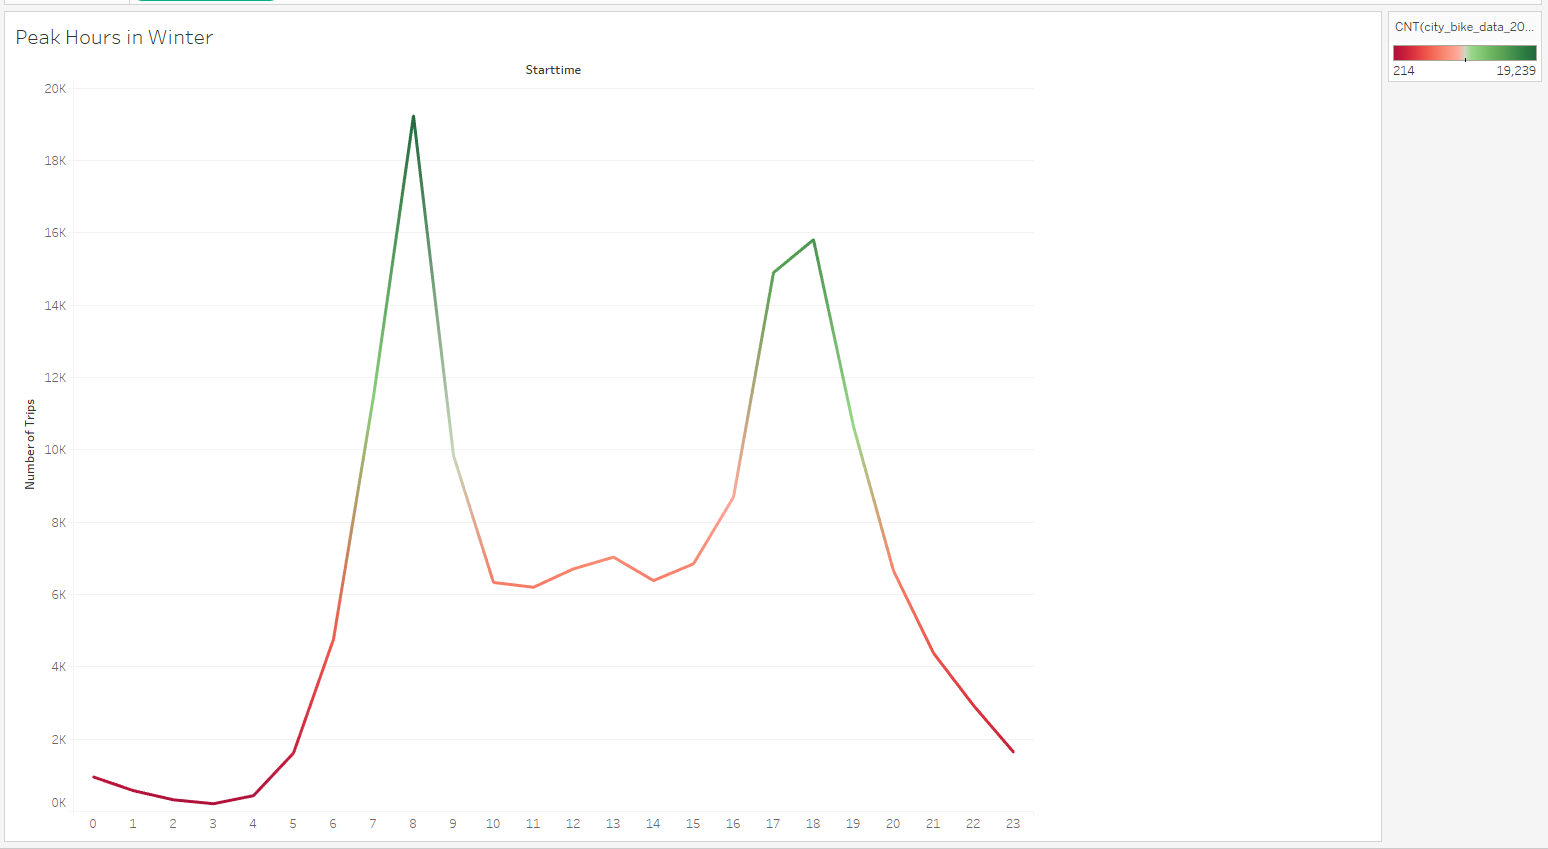 Peak Hours in Winter
CNT(city_bike_data_20...
214 19,239
Starttime
Number of Trips
20K
18K
16K
14K
12K
10K
8K
6K
4K
2K
0K
0 1 2 3 4 5 6 7 8 9 10 11 12 13 14 15 16 17 18 19 20 21 22 23